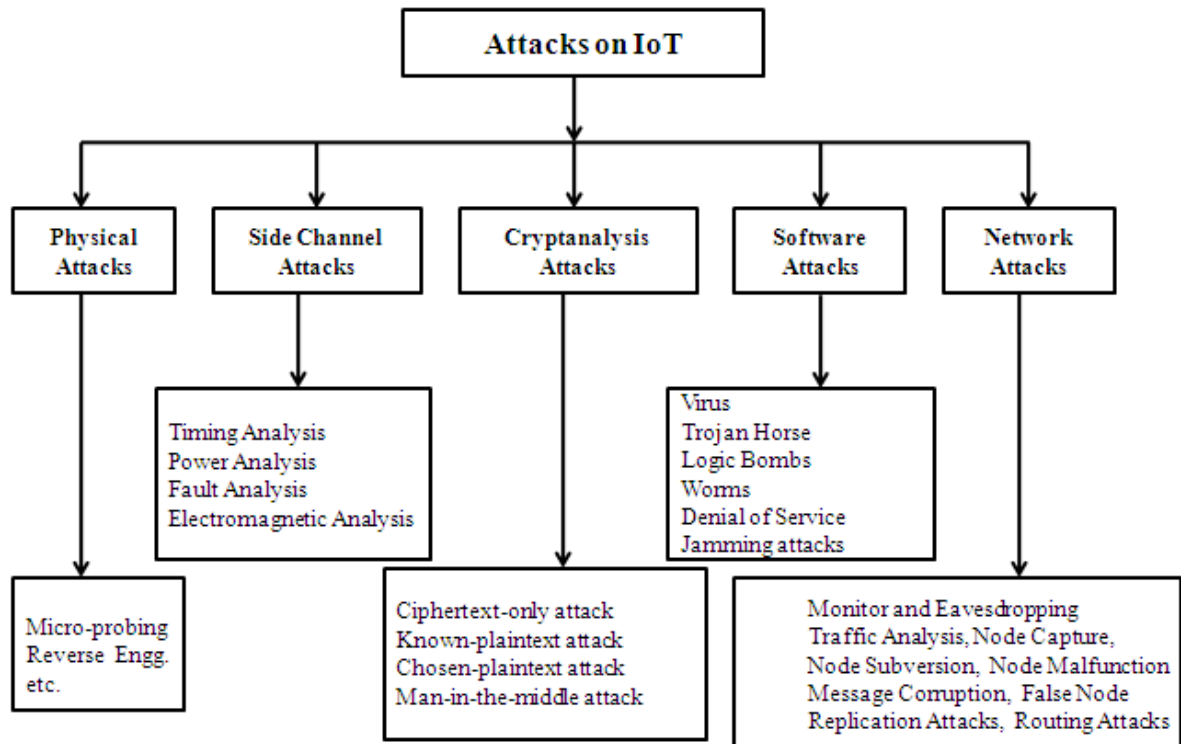 Attacks on IoT
Physical
Attacks
Side Channel
Attacks
Cryptanalysis
Attacks
Software
Attacks
Network
Attacks
Timing Analysis
Power Analysis
Fault Analysis
Electromagnetic Analysis
Virus
Trojan Horse
Logic Bombs
Worms
Denial of Service
Jamming attacks
Micro-probing
Reverse Engg.
etc.
Ciphertext-only attack
Known-plaintext attack
Chosen-plaintext attack
Man-in-the-middle attack
Monitor and Eavesdropping
Traffic Analysis, Node Capture,
Node Subversion, Node Malfunction
Message Corruption, False Node
Replication Attacks, Routing Attacks